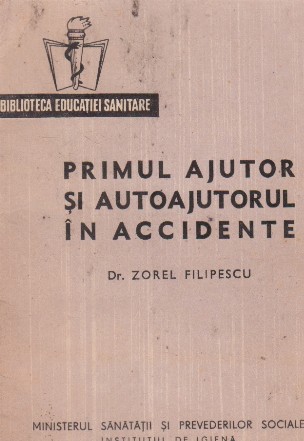 BIBLIOTECA EDUCAȚIEI SANITARE
PRIMUL AJUTOR
ȘI AUTOAJUTORUL
ÎN ACCIDENTE
Dr. ZOREL FILIPESCU
MINISTERUL SĂNĂTĂȚII ȘI PREVEDERILOR SOCIALE
INSTITUTUL DE IGIENA